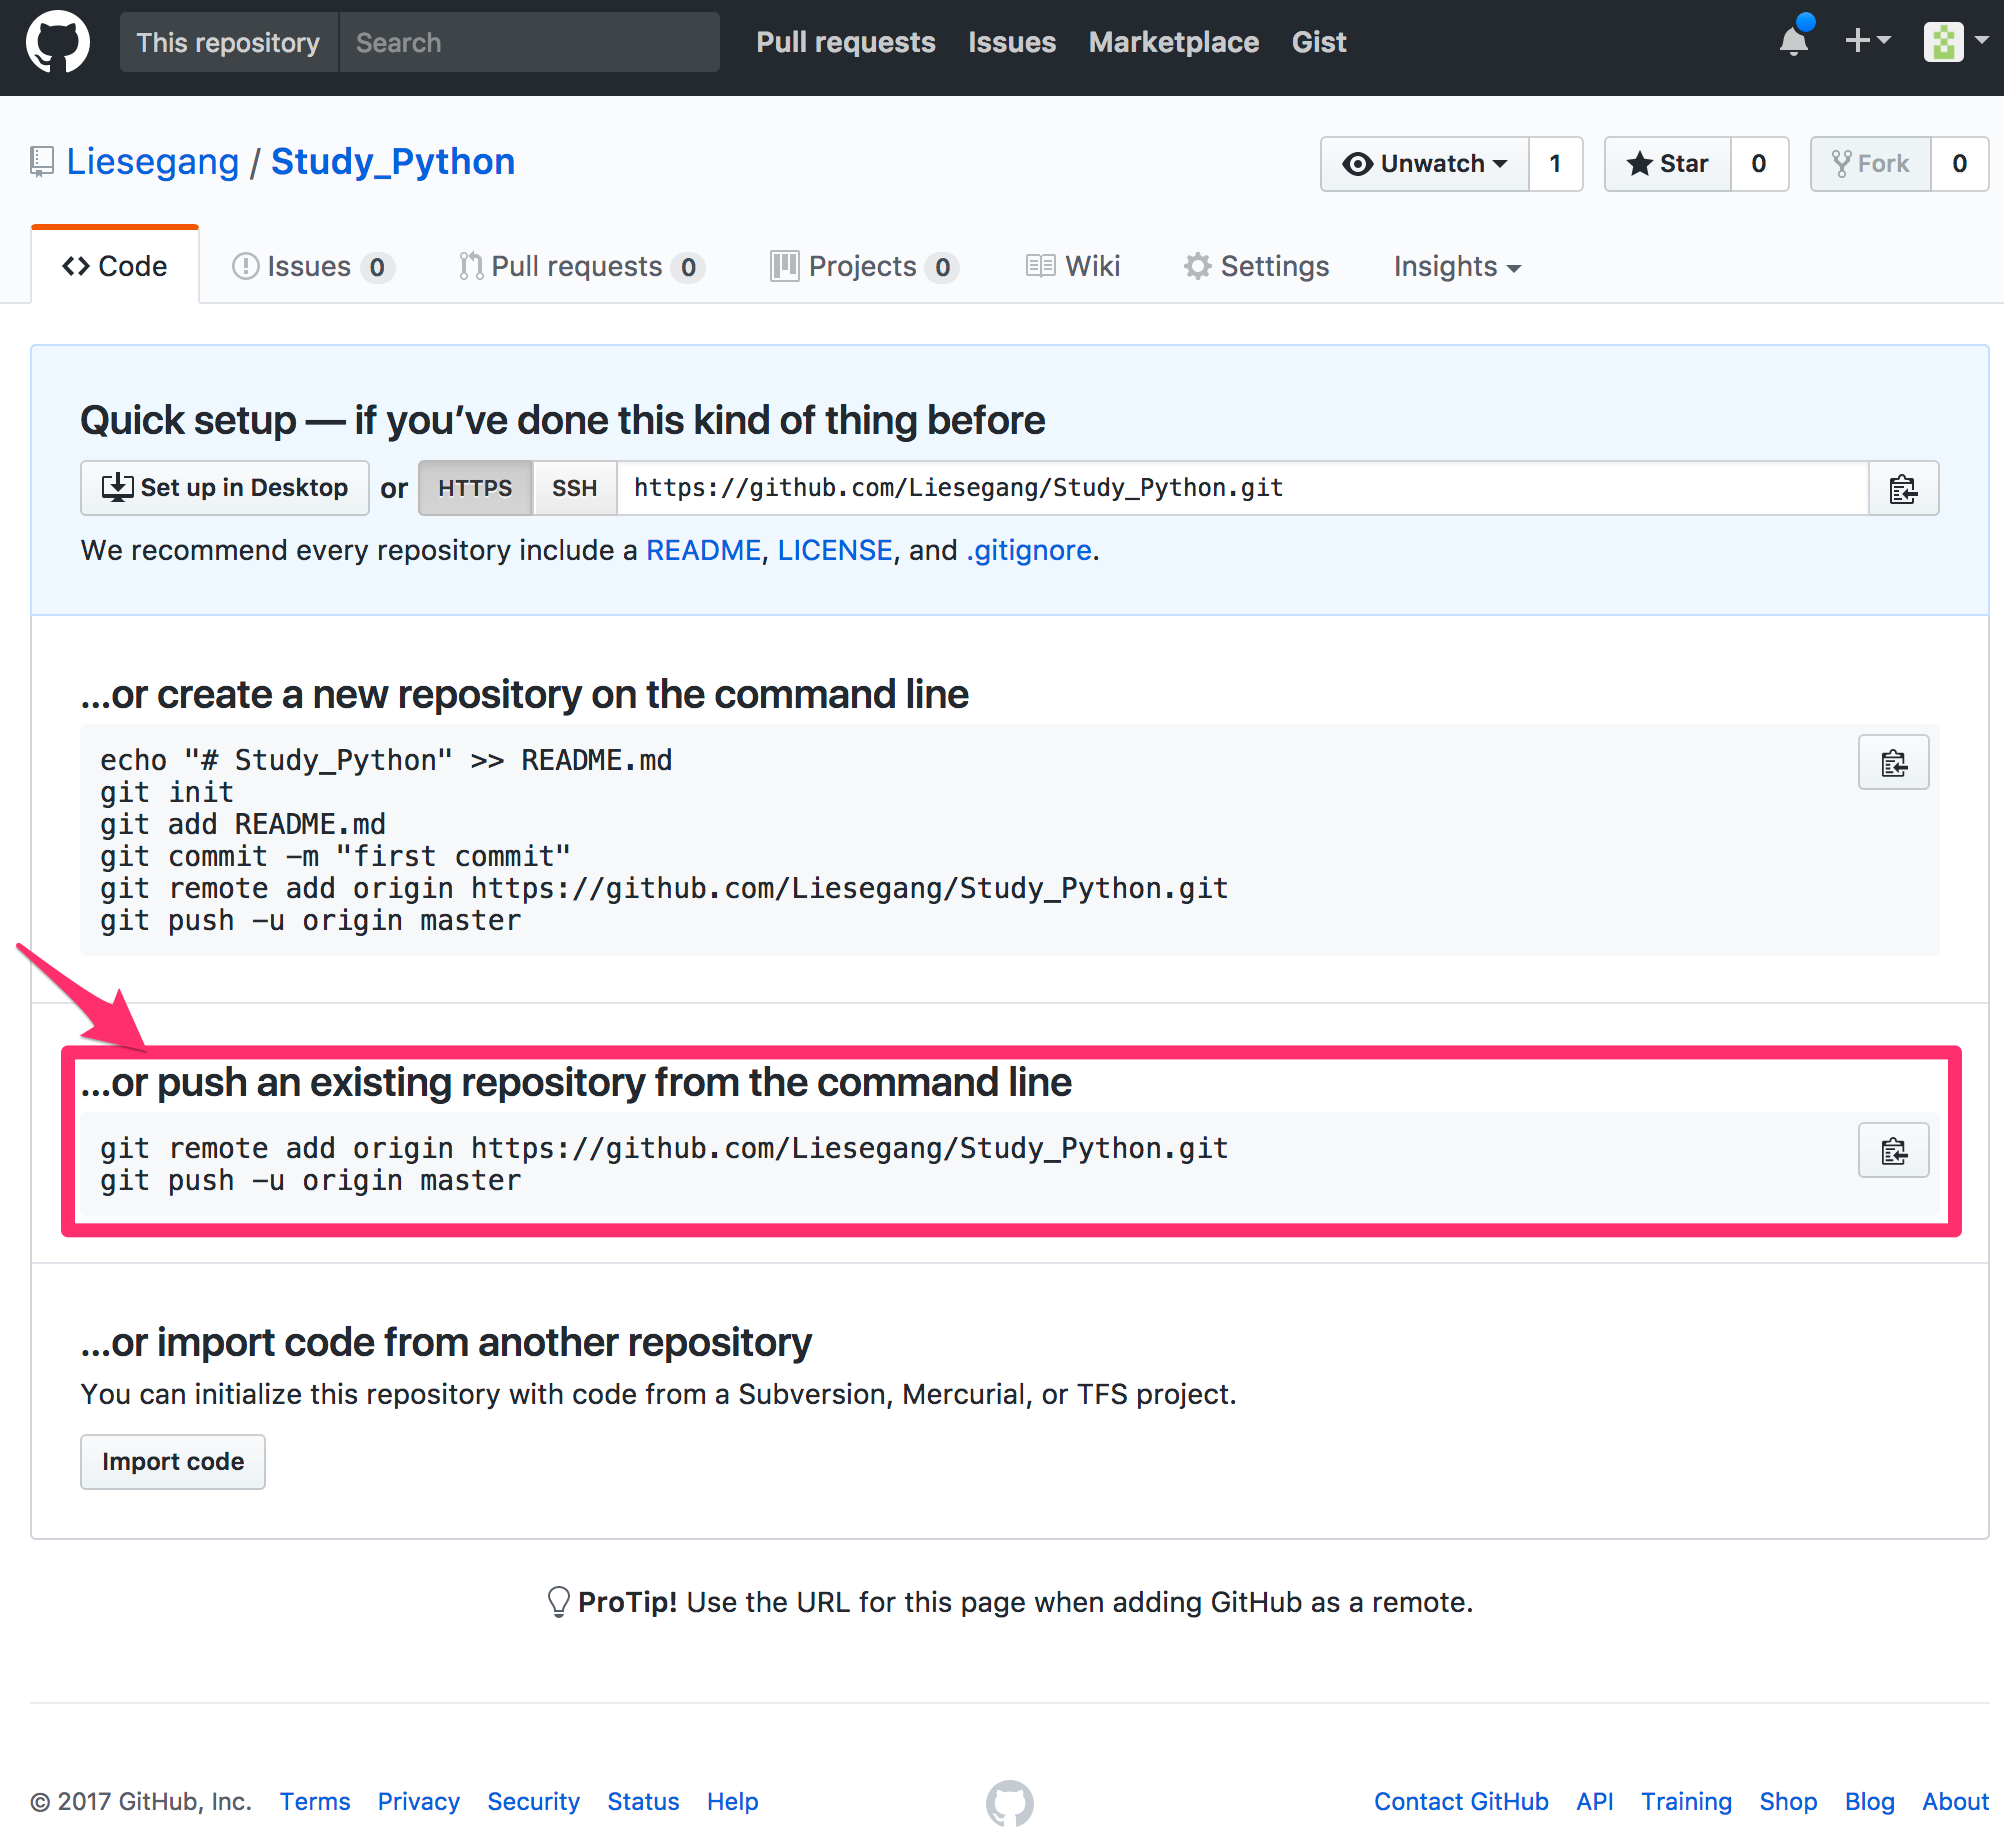 This repository Search Pull requests Issues Marketplace Gist
Liesegang / Study_Python Unwatch 1 Star 0 Fork 0
Code Issues 0 Pull requests 0 Projects 0 Wiki Settings Insights
Quick setup — if you’ve done this kind of thing before
Set up in Desktop or HTTPS SSH https://github.com/Liesegang/Study_Python.git
We recommend every repository include a README, LICENSE, and .gitignore.
…or create a new repository on the command line
echo "# Study_Python" >> README.md
git init
git add README.md
git commit -m "first commit"
git remote add origin https://github.com/Liesegang/Study_Python.git
git push -u origin master
…or push an existing repository from the command line
git remote add origin https://github.com/Liesegang/Study_Python.git
git push -u origin master
…or import code from another repository
You can initialize this repository with code from a Subversion, Mercurial, or TFS project.
Import code
ProTip! Use the URL for this page when adding GitHub as a remote.
© 2017 GitHub, Inc. Terms Privacy Security Status Help Contact GitHub API Training Shop Blog About